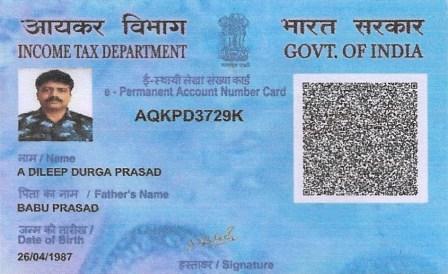 आयकर विभाग
INCOME TAX DEPARTMENT
भारत सरकार
GOVT. OF INDIA
ई-स्थायी लेखा संख्या कार्ड
e - Permanent Account Number Card
AQKPD3729K
नाम / Name
A DILEEP DURGA PRASAD
पिता का नाम / Father's Name
BABU PRASAD
जन्म की तारीख /
Date of Birth
26/04/1987
हस्ताक्षर / Signature